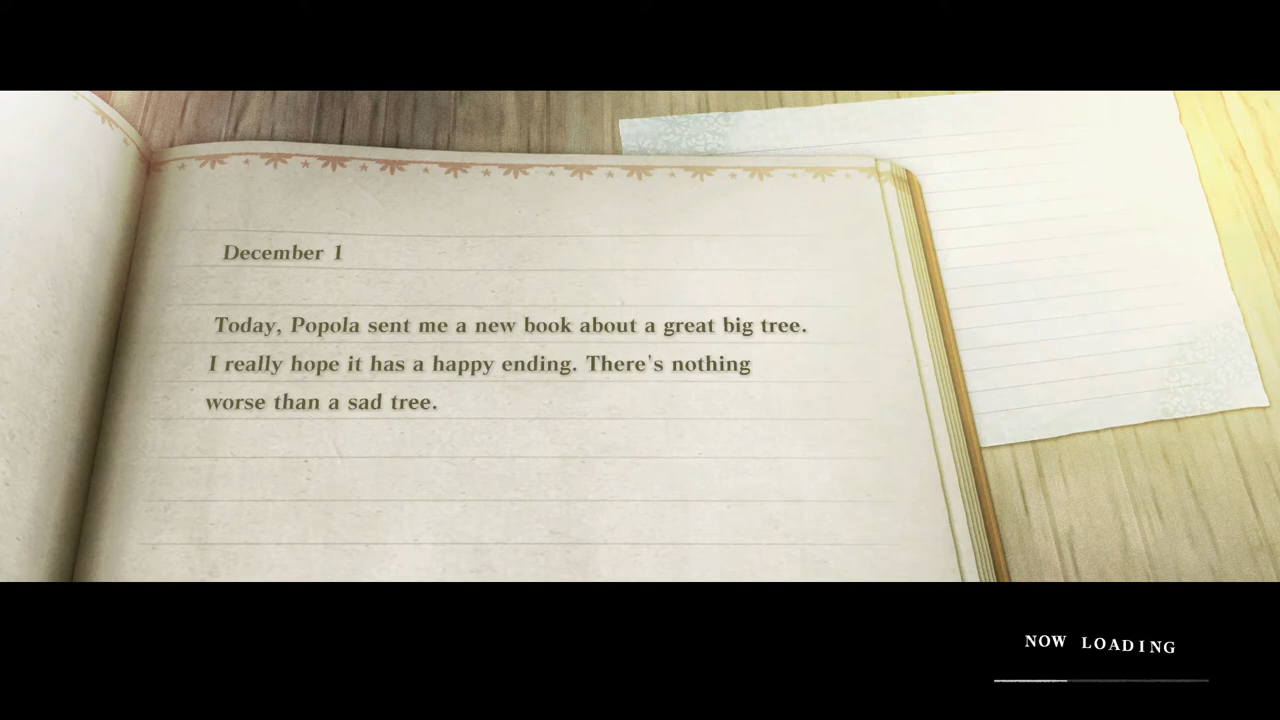 December 1
Today, Popola sent me a new book about a great big tree.
I really hope it has a happy ending. There's nothing
worse than a sad tree.
NOW LOADING